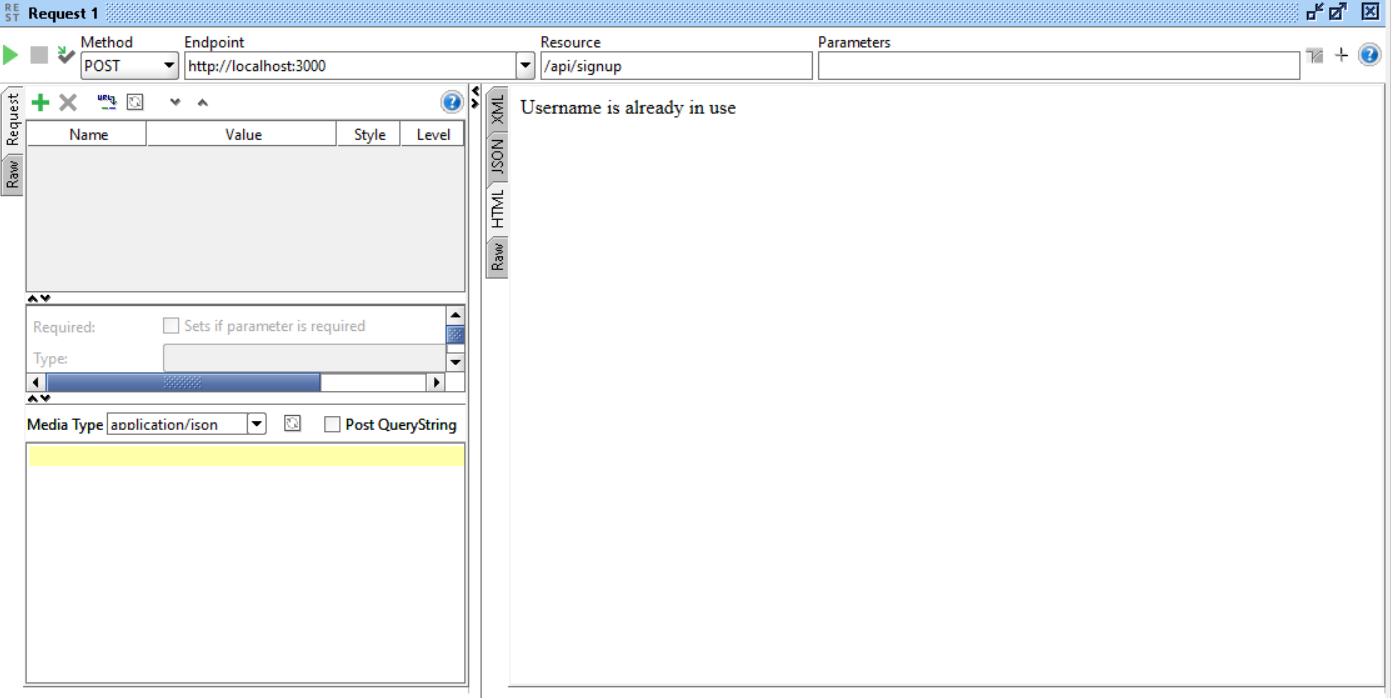 RE
ST
Request 1
Method
Endpoint
Resource
Parameters
POST
http://localhost:3000
/api/signup
Request
Raw
Name
Value
Style
Level
Required:
Sets if parameter is required
Type:
Media Type
application/json
Post QueryString
XML
JSON
HTML
Raw
Username is already in use